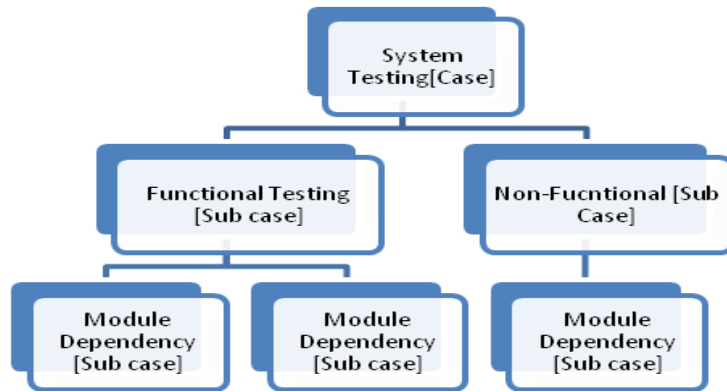 System
Testing[Case]
Functional Testing
[Sub case]
Non-Fucntional [Sub
Case]
Module
Dependency
[Sub case]
Module
Dependency
[Sub case]
Module
Dependency
[Sub case]